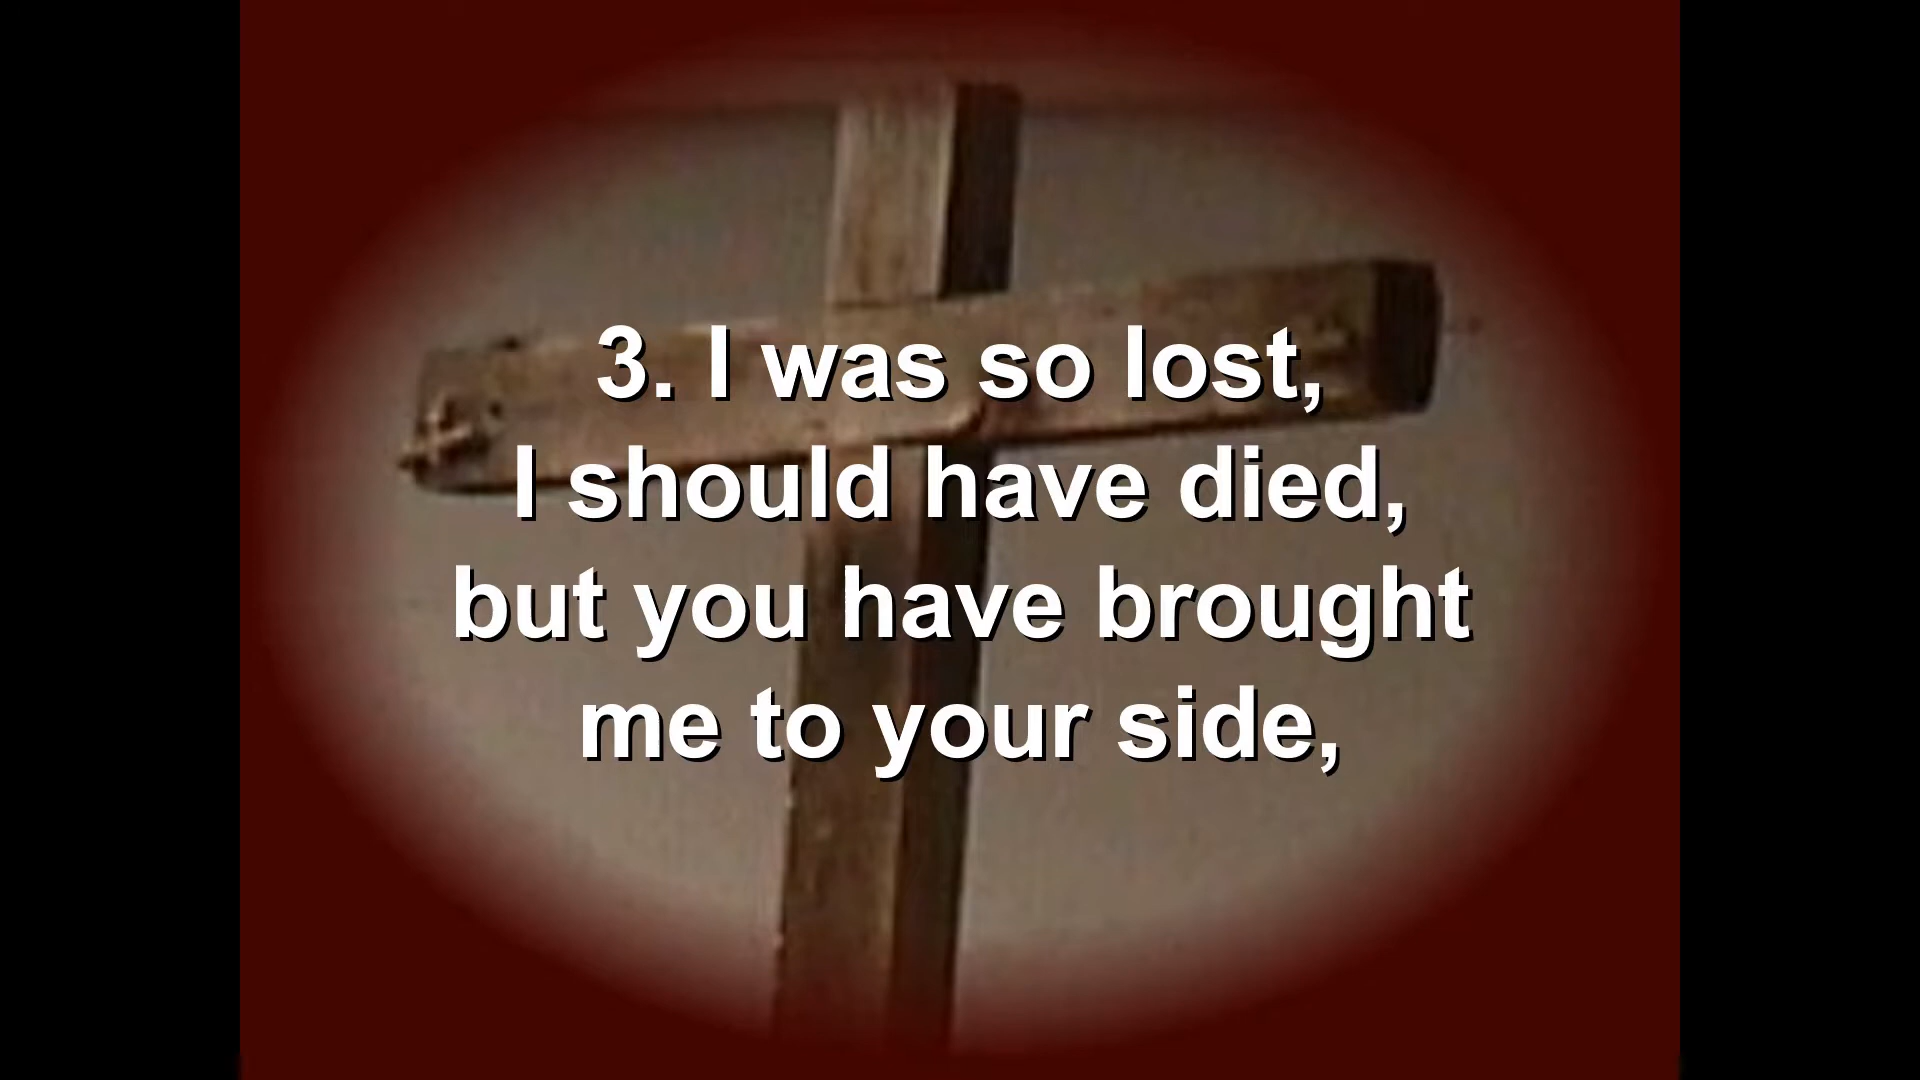 3. I was so lost,
I should have died,
but you have brought
me to your side,